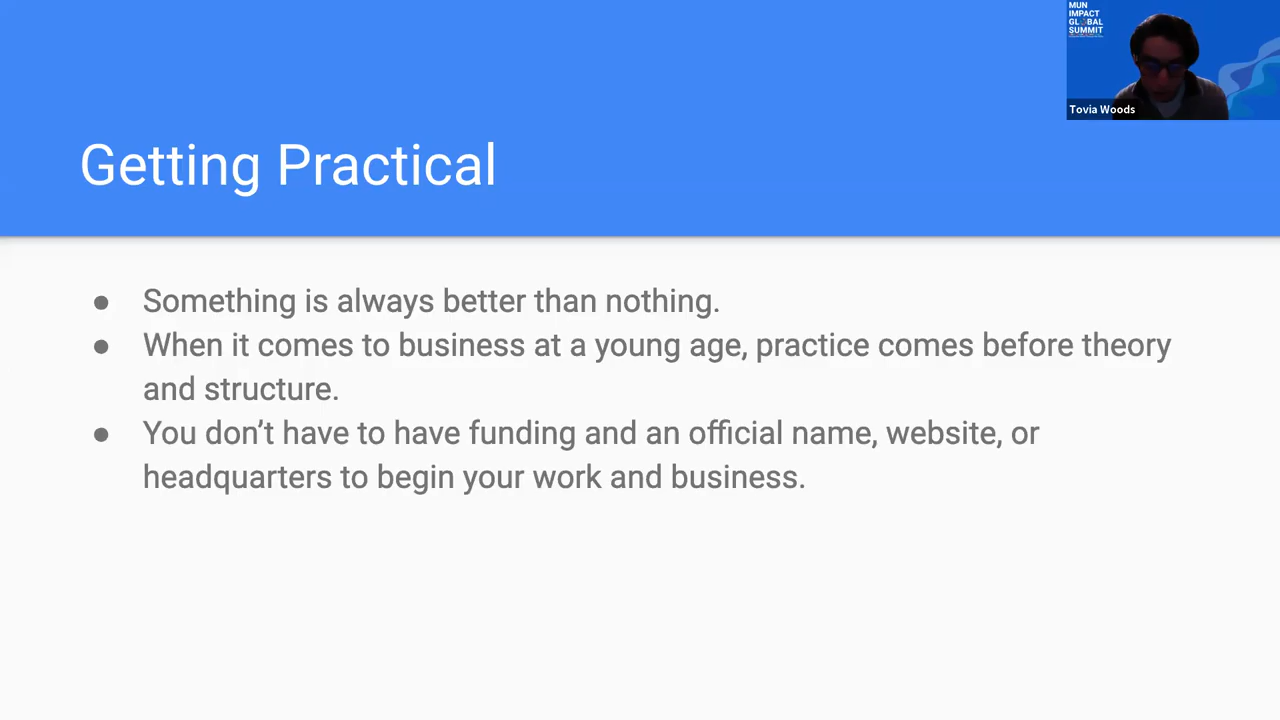 MUN
IMPACT
GLOBAL
SUMMIT
Tovia Woods
Getting Practical
● Something is always better than nothing.
● When it comes to business at a young age, practice comes before theory
and structure.
● You don’t have to have funding and an official name, website, or
headquarters to begin your work and business.